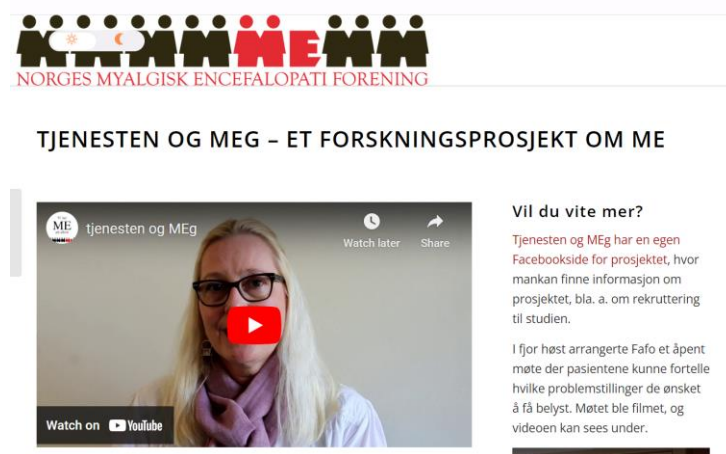 NORGES MYALGISK ENCEFALOPATI FORENING
TJENESTEN OG MEG – ET FORSKNINGSPROSJEKT OM ME
ME
tjenesten og MEg
Watch later
Share
Watch on YouTube
Vil du vite mer?
Tjenesten og MEg har en egen
Facebookside for prosjektet, hvor
mankan finne informasjon om
prosjektet, bla. a. om rekruttering
til studien.
I fjor høst arrangerte Fafo et åpent
møte der pasientene kunne fortelle
hvilke problemstillinger de ønsket
å få belyst. Møtet ble filmet, og
videoen kan sees under.